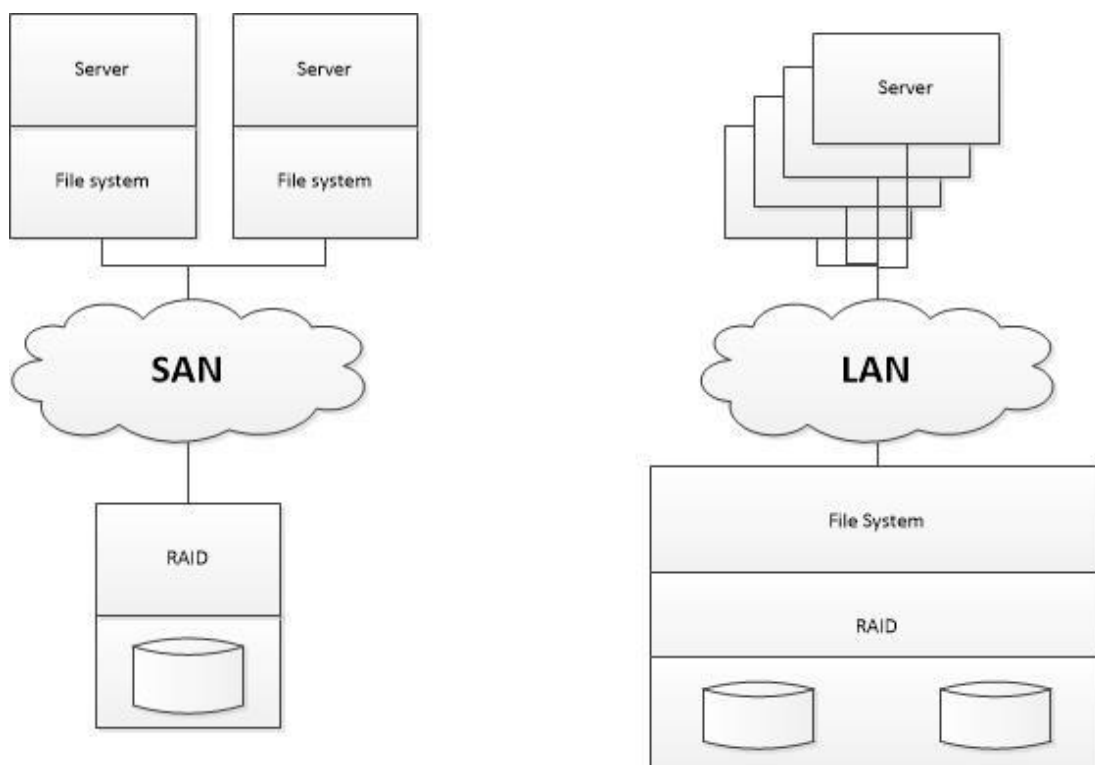 Server
Server
File system
File system
SAN
RAID
Server
LAN
File System
RAID